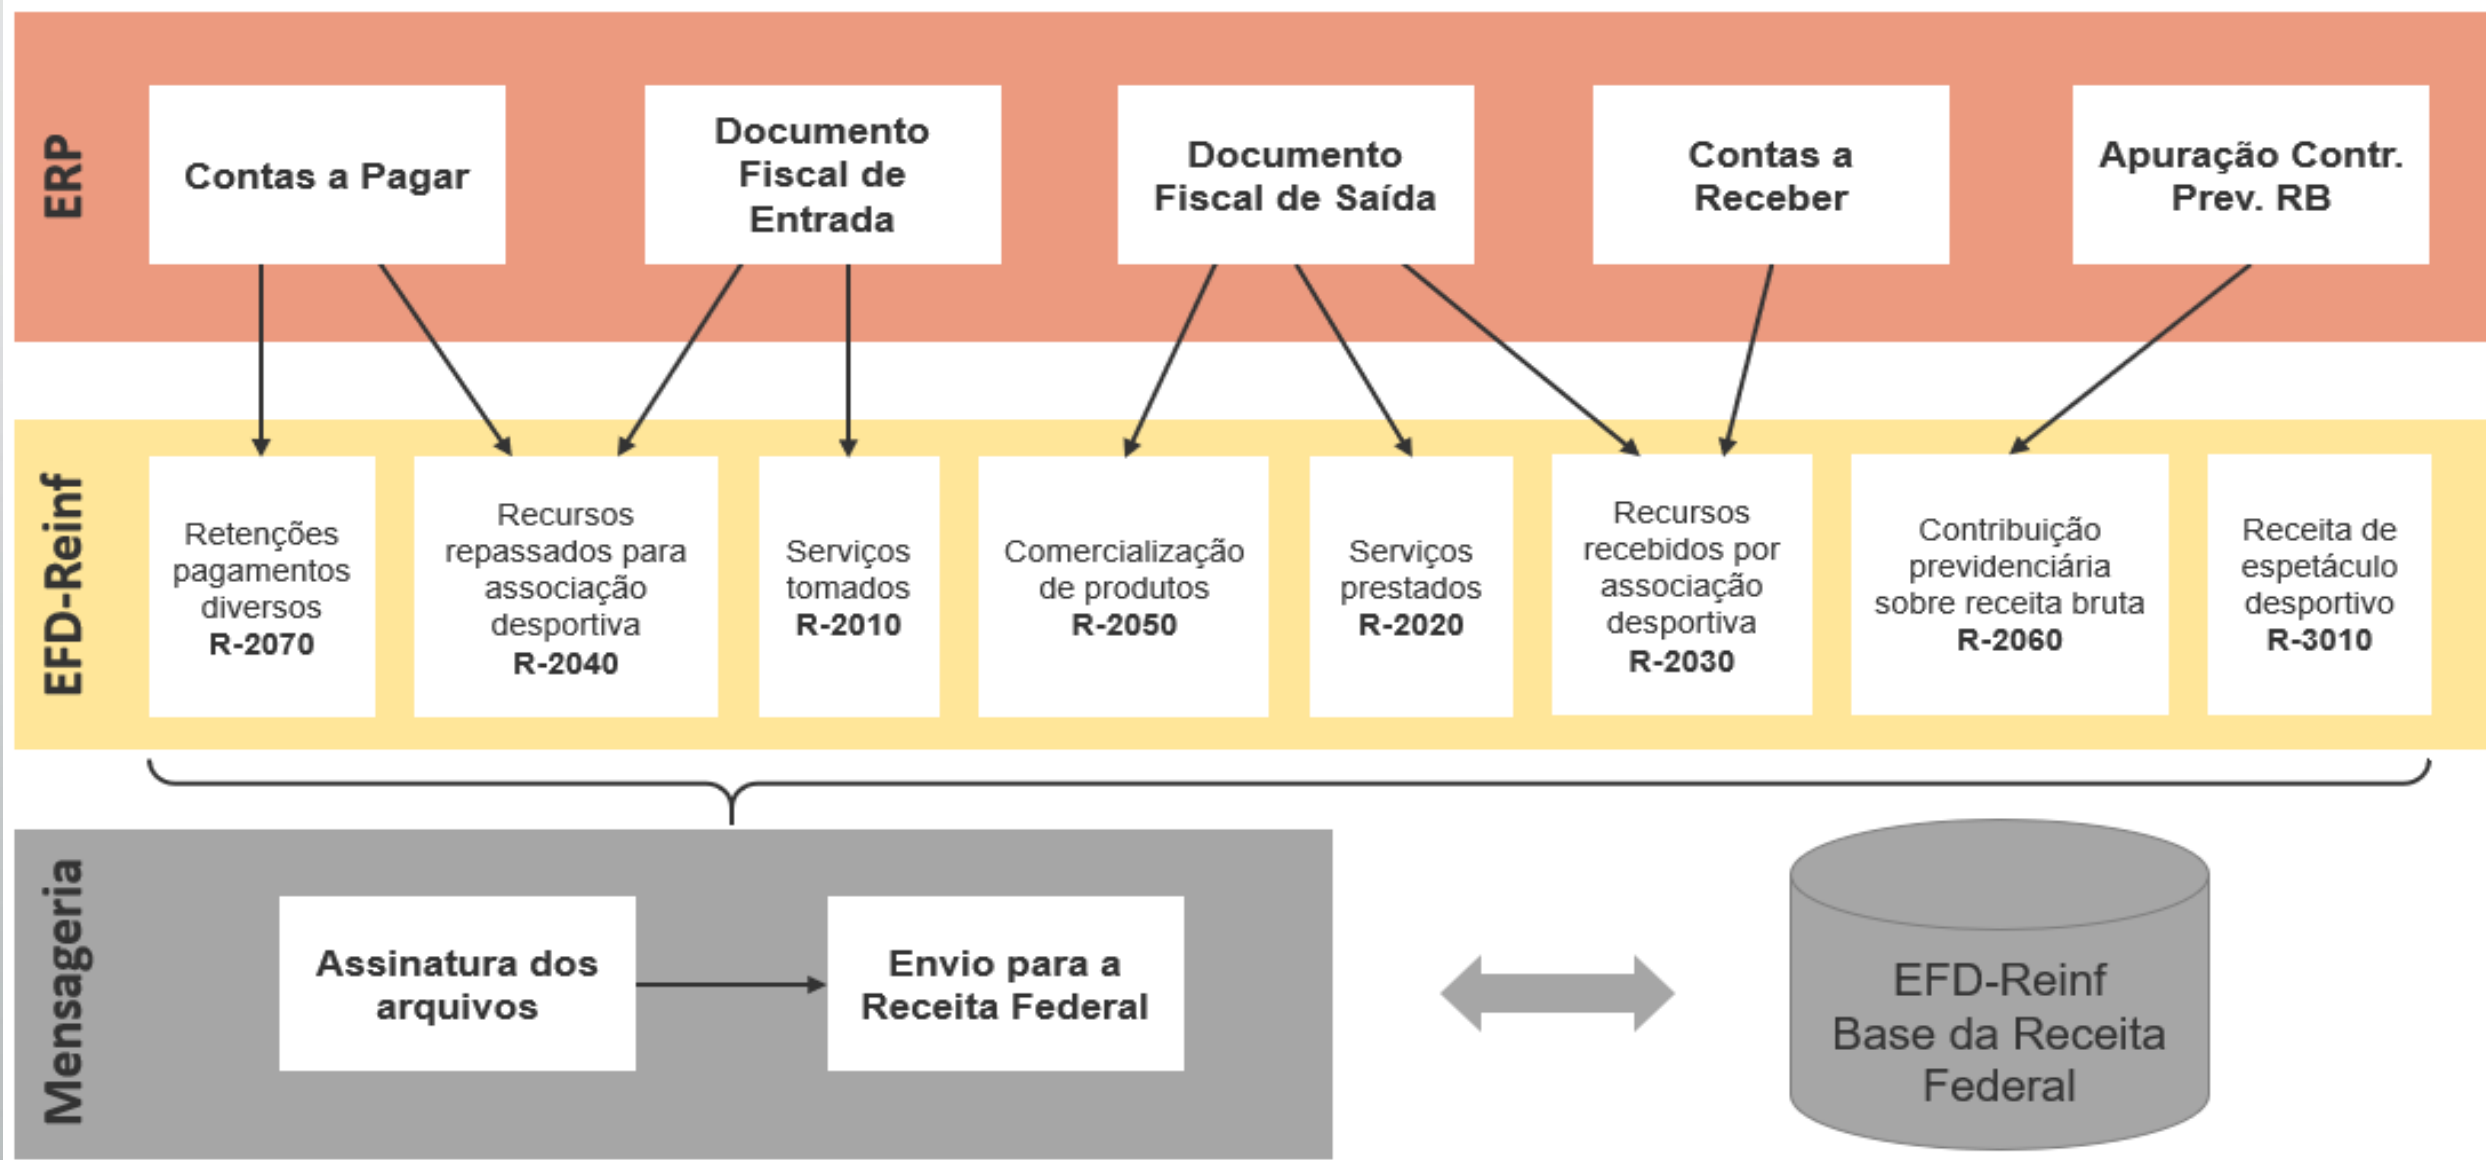 ERP
Contas a Pagar
Documento
Fiscal de
Entrada
Documento
Fiscal de Saída
Contas a
Receber
Apuração Contr.
Prev. RB
EFD-Reinf
Retenções
pagamentos
diversos
R-2070
Recursos
repassados para
associação
desportiva
R-2040
Serviços
tomados
R-2010
Comercialização
de produtos
R-2050
Serviços
prestados
R-2020
Recursos
recebidos por
associação
desportiva
R-2030
Contribuição
previdenciária
sobre receita bruta
R-2060
Receita de
espetáculo
desportivo
R-3010
Mensageria
Assinatura dos
arquivos
Envio para a
Receita Federal
EFD-Reinf
Base da Receita
Federal